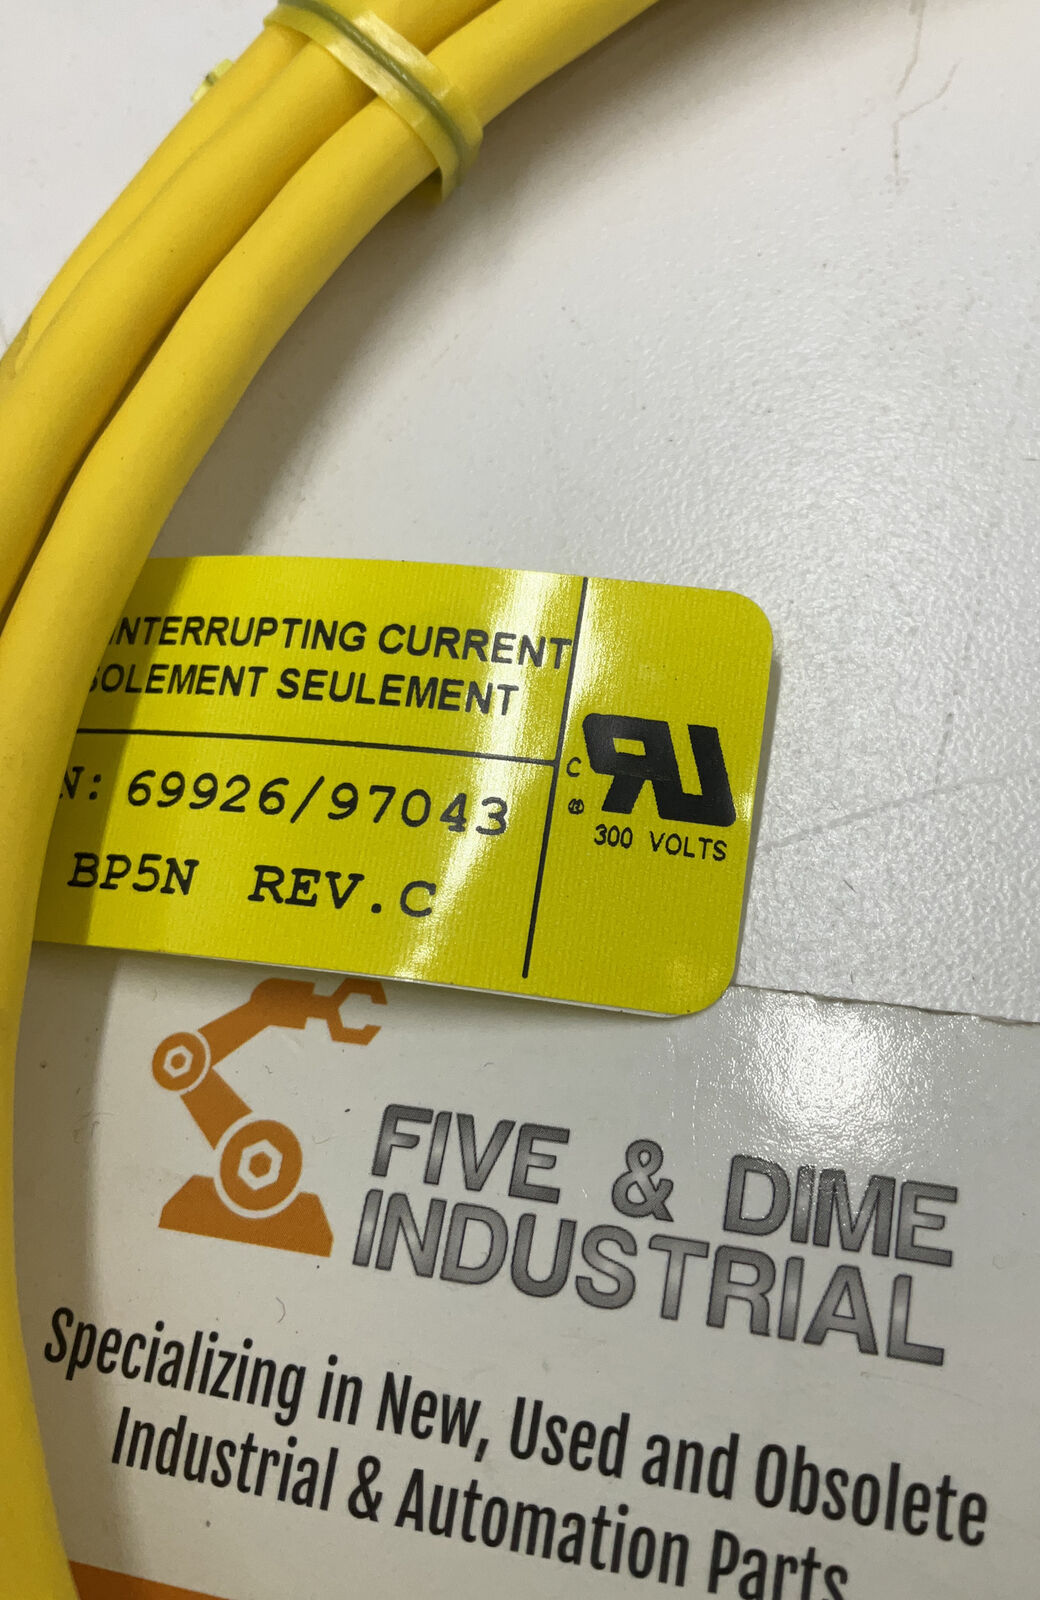 INTERRUPTING CURRENT
SOLEMENT SEULEMENT
N: 69926/97043
BP5N REV.C
C RU
®
300 VOLTS
FIVE & DIME
INDUSTRIAL
Specializing in New, Used and Obsolete
Industrial & Automation Parts